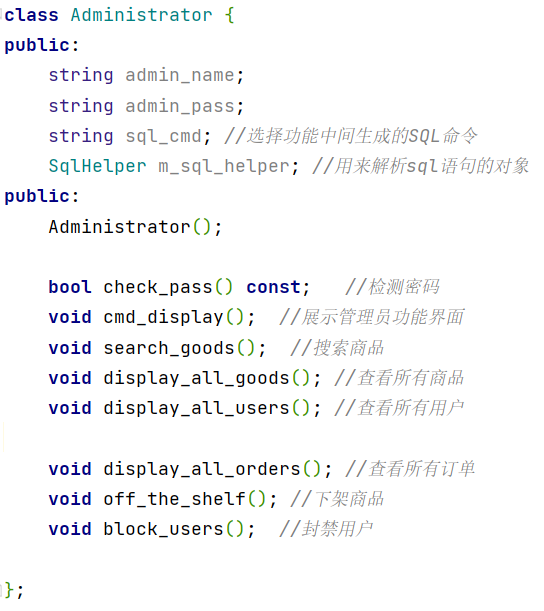 class Administrator {
public:
    string admin_name;
    string admin_pass;
    string sql_cmd; //选择功能中间生成的SQL命令
    SqlHelper m_sql_helper; //用来解析sql语句的对象
public:
    Administrator();

    bool check_pass() const;   //检测密码
    void cmd_display();  //展示管理员功能界面
    void search_goods();  //搜索商品
    void display_all_goods(); //查看所有商品
    void display_all_users(); //查看所有用户

    void display_all_orders(); //查看所有订单
    void off_the_shelf(); //下架商品
    void block_users();  //封禁用户

};